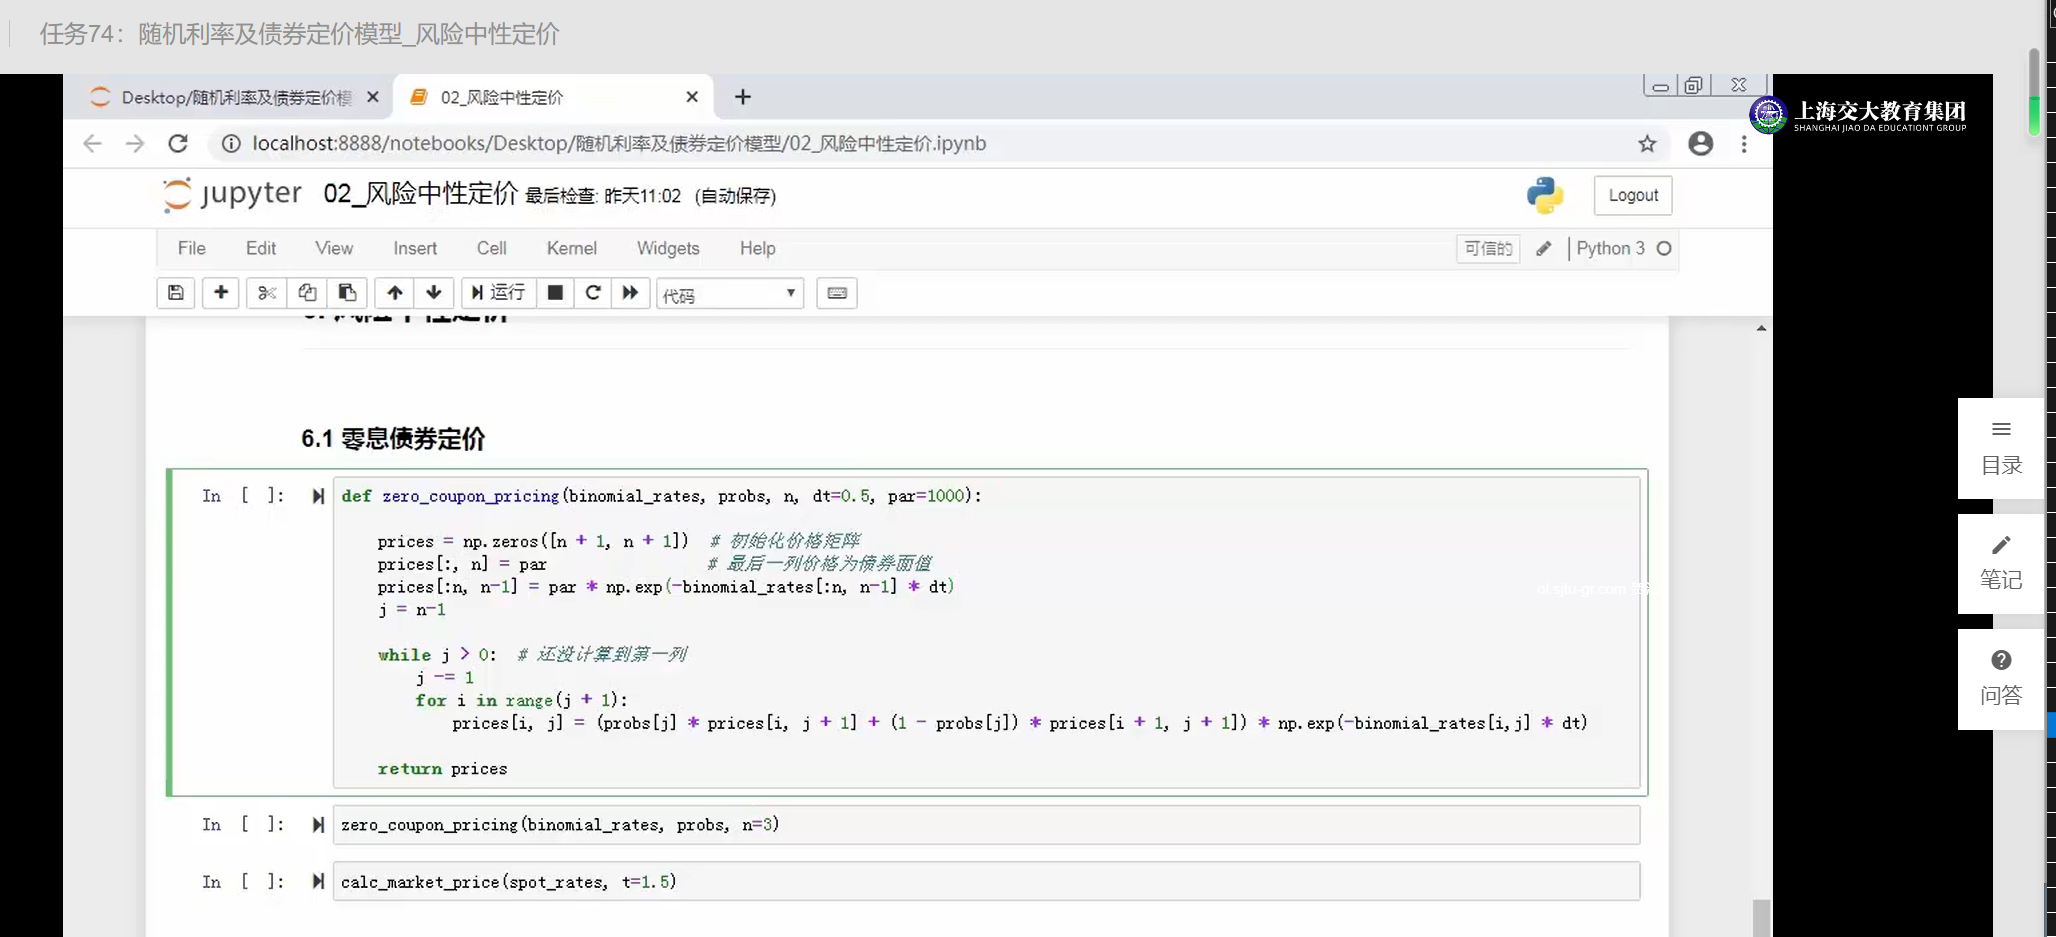 任务74：随机利率及债券定价模型_风险中性定价
Desktop/随机利率及债券定价模
02_风险中性定价
上海交大教育集团
SHANGHAI JIAO DA EDUCATIONT GROUP
localhost:8888/notebooks/Desktop/随机利率及债券定价模型/02_风险中性定价.ipynb
jupyter 02_风险中性定价 最后检查: 昨天11:02 (自动保存)
Logout
File Edit View Insert Cell Kernel Widgets Help 可信的 Python 3
运行 代码
6.1 零息债券定价
In [ ]: def zero_coupon_pricing(binomial_rates, probs, n, dt=0.5, par=1000):
prices = np.zeros([n + 1, n + 1]) # 初始化价格矩阵
prices[:, n] = par # 最后一列价格为债券面值
prices[:n, n-1] = par * np.exp(-binomial_rates[:n, n-1] * dt)
j = n-1
while j > 0: # 还没计算到第一列
j -= 1
for i in range(j + 1):
prices[i, j] = (probs[j] * prices[i, j + 1] + (1 - probs[j]) * prices[i + 1, j + 1]) * np.exp(-binomial_rates[i,j] * dt)
return prices
In [ ]: zero_coupon_pricing(binomial_rates, probs, n=3)
In [ ]: calc_market_price(spot_rates, t=1.5)
目录
笔记
问答